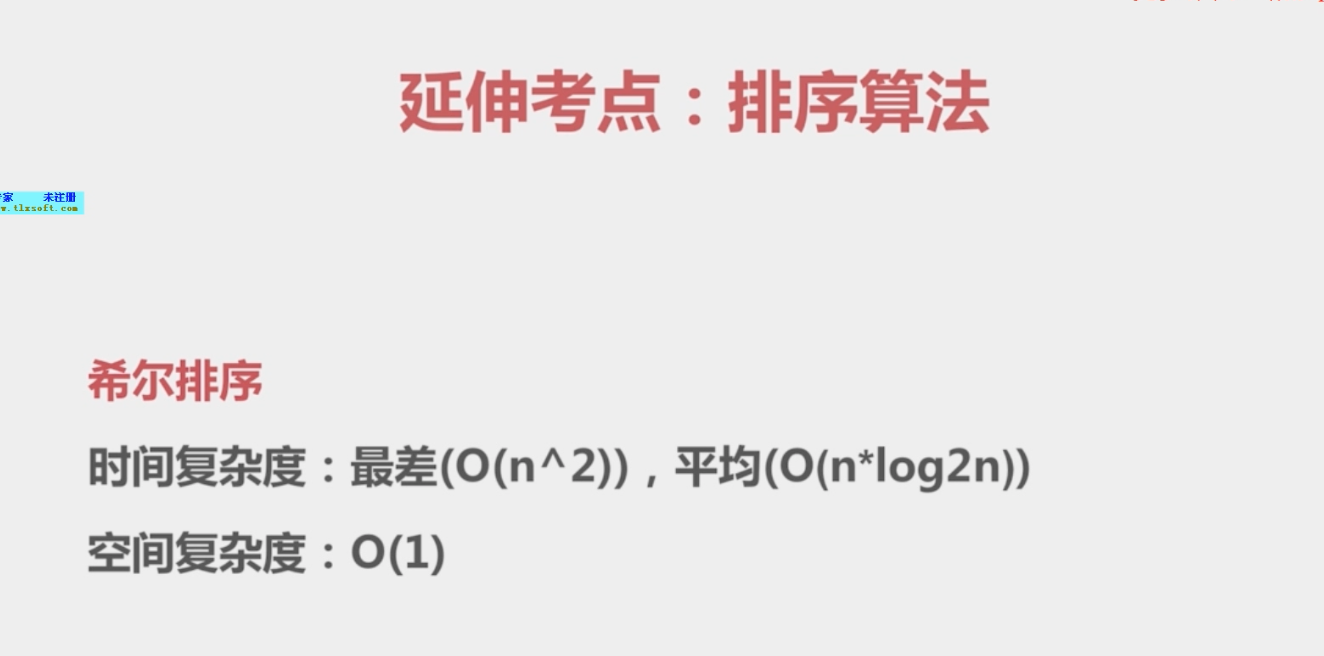 延伸考点：排序算法
家 未注册
w.tlxsoft.com
希尔排序
时间复杂度：最差(O(n^2))，平均(O(n*log2n))
空间复杂度：O(1)